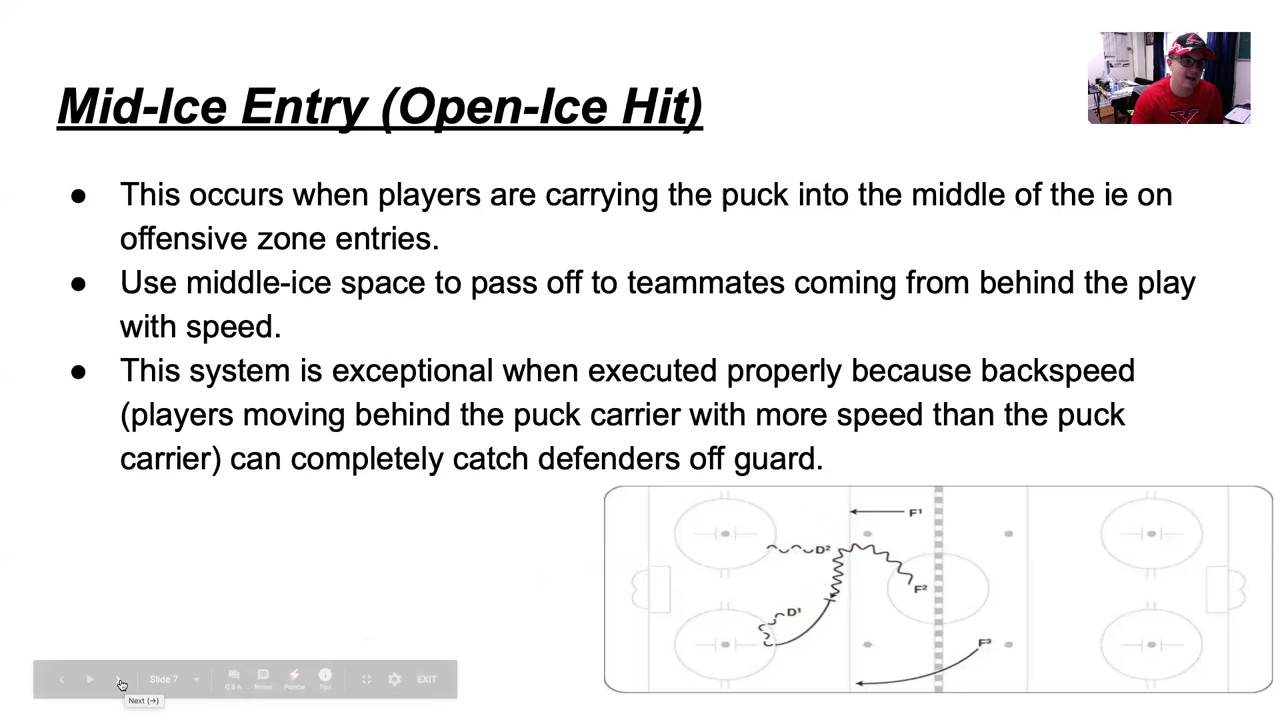 Mid-Ice Entry (Open-Ice Hit)
● This occurs when players are carrying the puck into the middle of the ie on
offensive zone entries.
● Use middle-ice space to pass off to teammates coming from behind the play
with speed.
● This system is exceptional when executed properly because backspeed
(players moving behind the puck carrier with more speed than the puck
carrier) can completely catch defenders off guard.
F¹
D²
F²
D¹
F³
Slide 7
Q & A Notes Pointer Tips EXIT
Next (→)